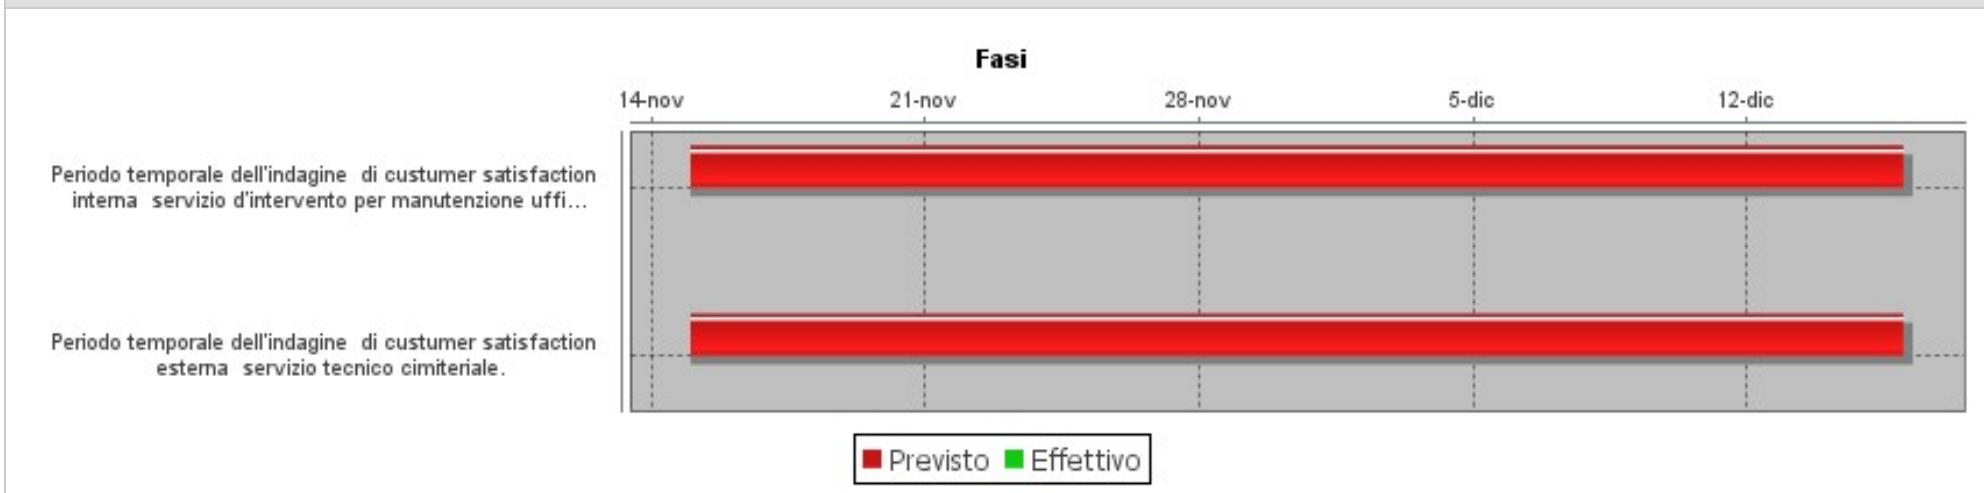 Fasi
14-nov 21-nov 28-nov 5-dic 12-dic
Periodo temporale dell'indagine  di custumer satisfaction
interna  servizio d'intervento per manutenzione uffi...
Periodo temporale dell'indagine  di custumer satisfaction
esterna  servizio tecnico cimiteriale.
Previsto Effettivo